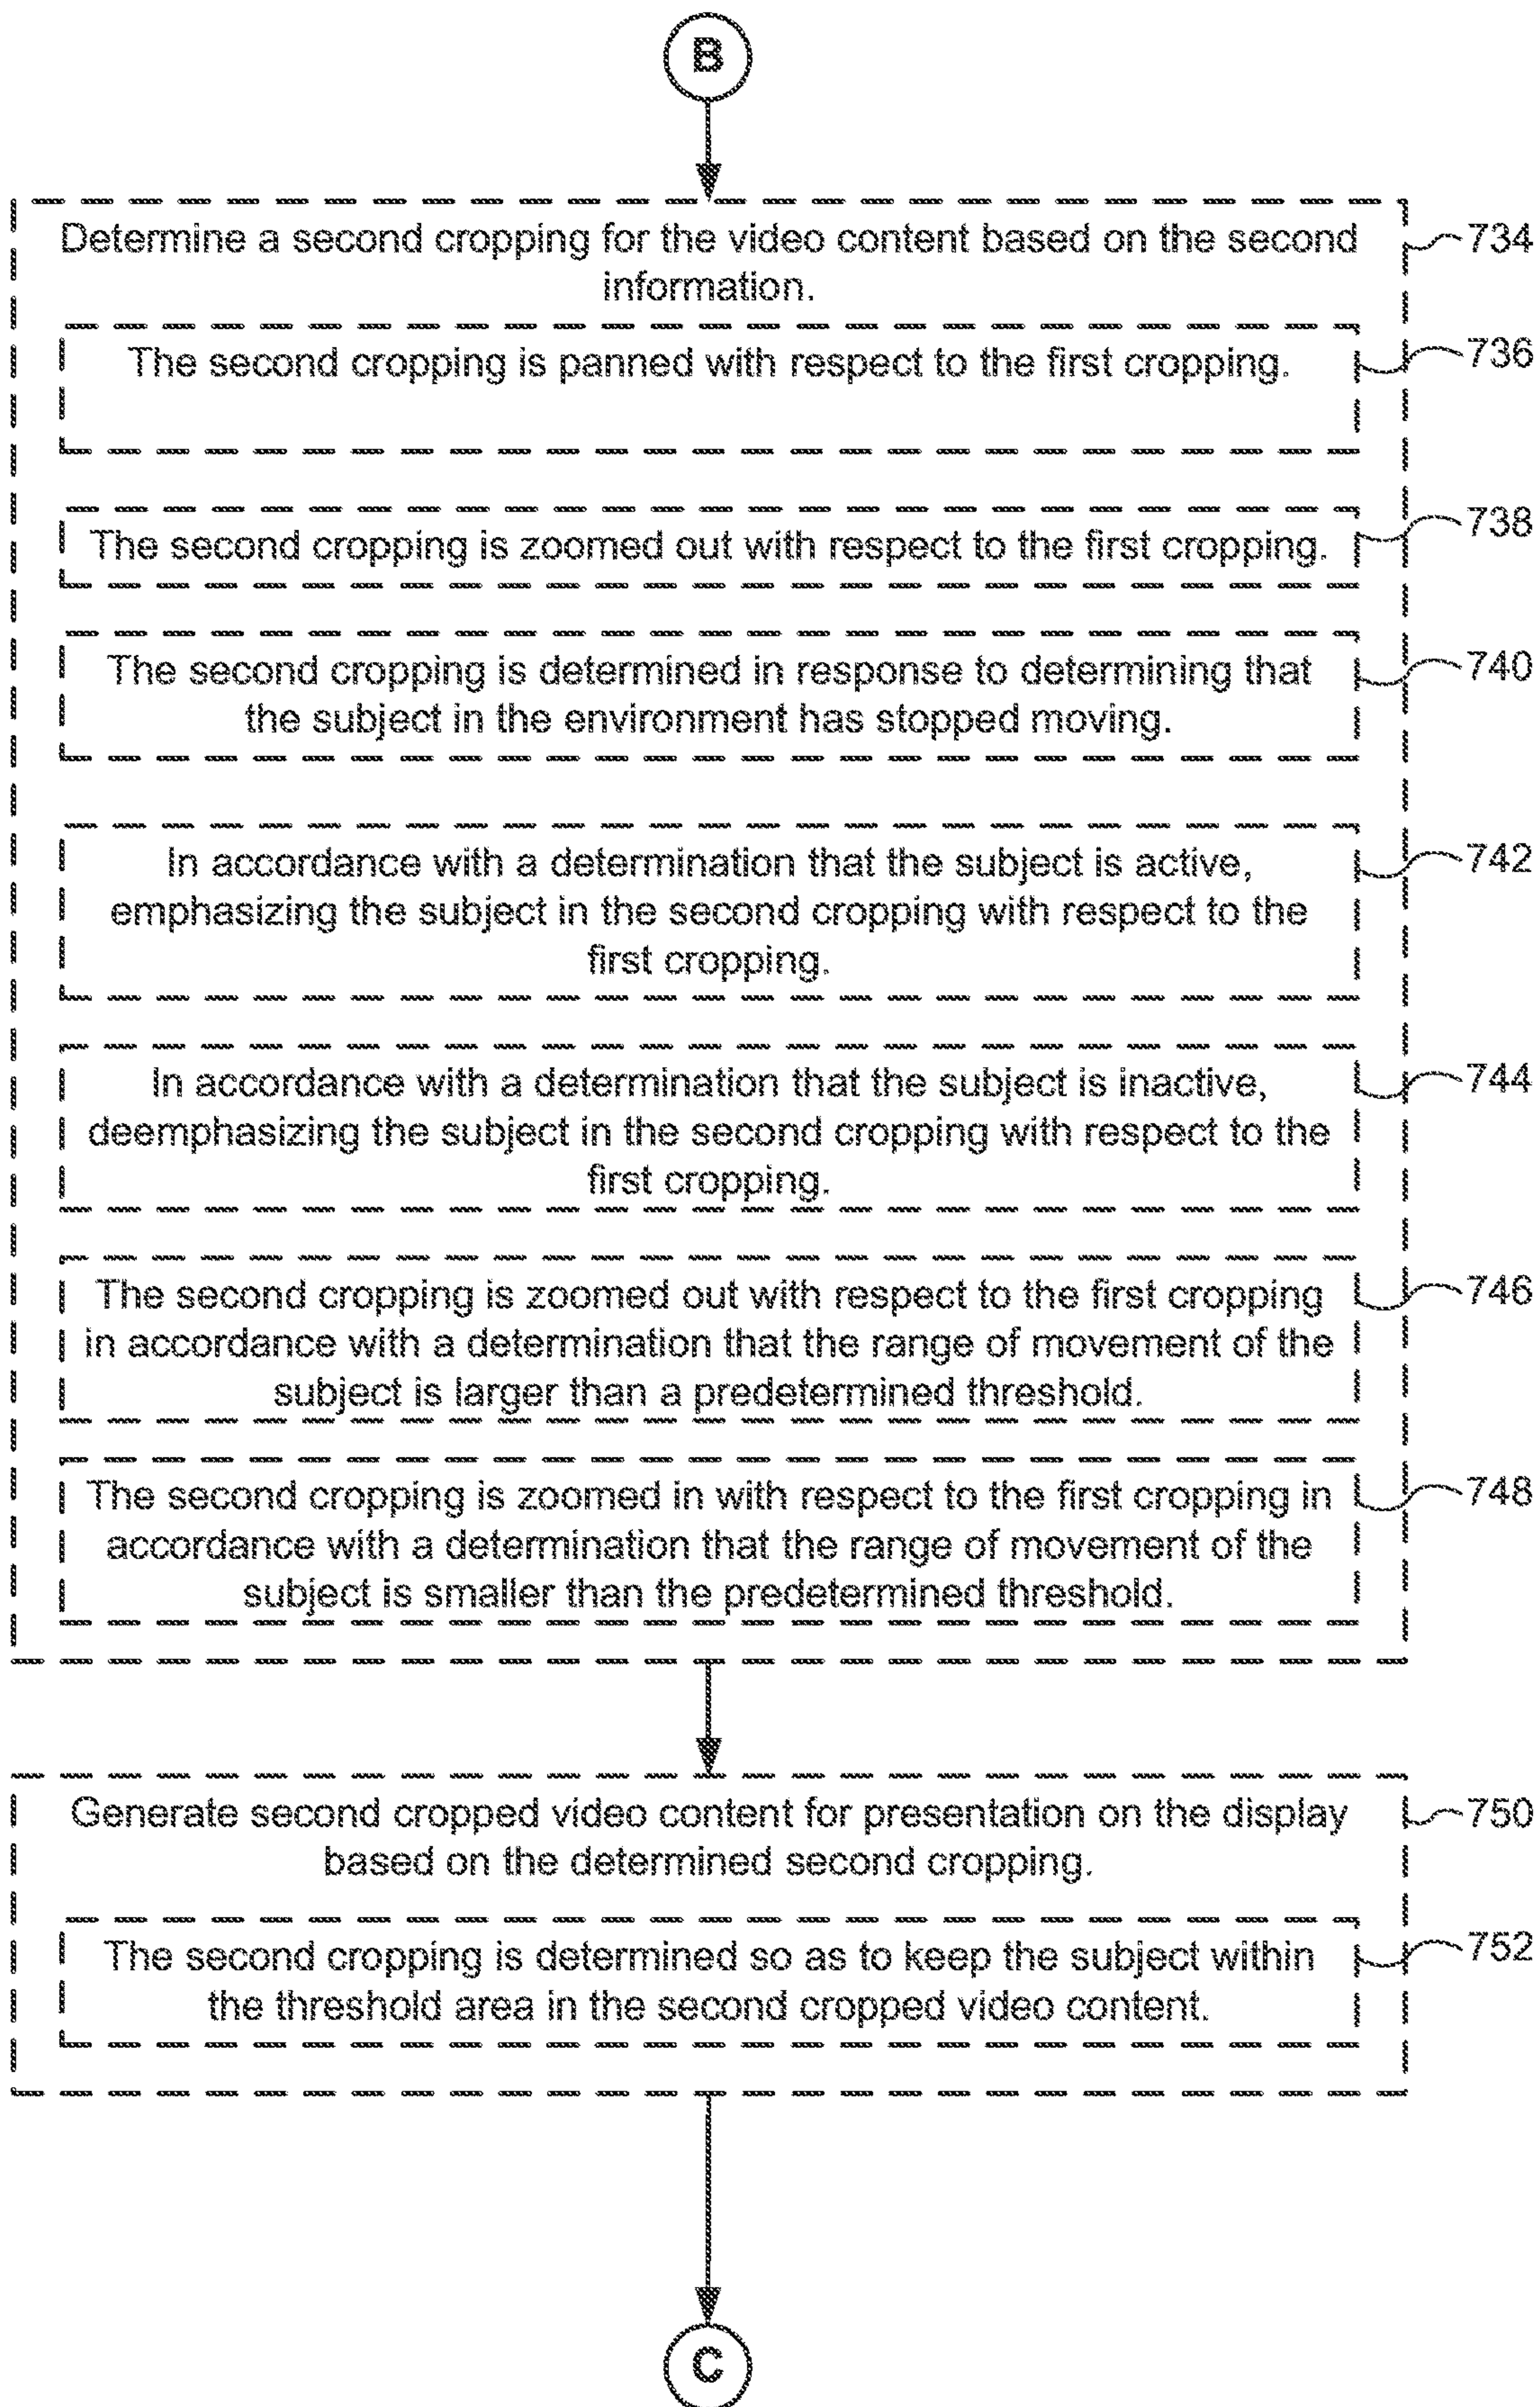 B
Determine a second cropping for the video content based on the second
information.
734
The second cropping is panned with respect to the first cropping.
736
The second cropping is zoomed out with respect to the first cropping.
738
The second cropping is determined in response to determining that
the subject in the environment has stopped moving.
740
In accordance with a determination that the subject is active,
emphasizing the subject in the second cropping with respect to the
first cropping.
742
In accordance with a determination that the subject is inactive,
deemphasizing the subject in the second cropping with respect to the
first cropping.
744
The second cropping is zoomed out with respect to the first cropping
in accordance with a determination that the range of movement of the
subject is larger than a predetermined threshold.
746
The second cropping is zoomed in with respect to the first cropping in
accordance with a determination that the range of movement of the
subject is smaller than the predetermined threshold.
748
Generate second cropped video content for presentation on the display
based on the determined second cropping.
750
The second cropping is determined so as to keep the subject within
the threshold area in the second cropped video content.
752
C